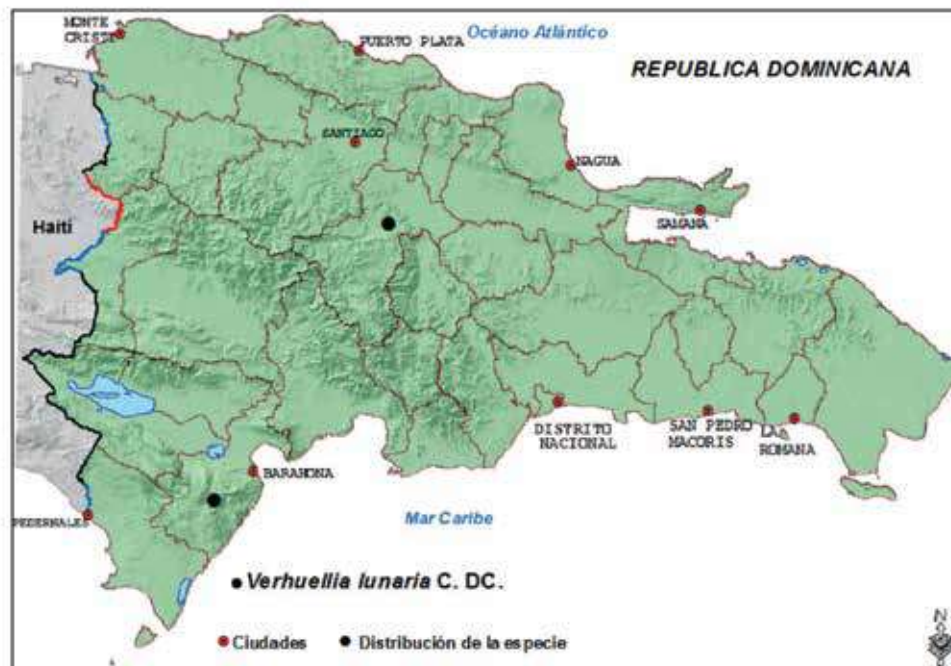 MONTE
CRISTI
PUERTO PLATA
Océano Atlántico
REPUBLICA DOMINICANA
SANTIAGO
NAGUA
SAMANA
Haití
DISTRITO
NACIONAL
SAN PEDRO
MACORIS
LA
ROMANA
BARAHONA
PEDERNALES
Mar Caribe
Verhuellia lunaria C. DC.
Ciudades
Distribución de la especie
N